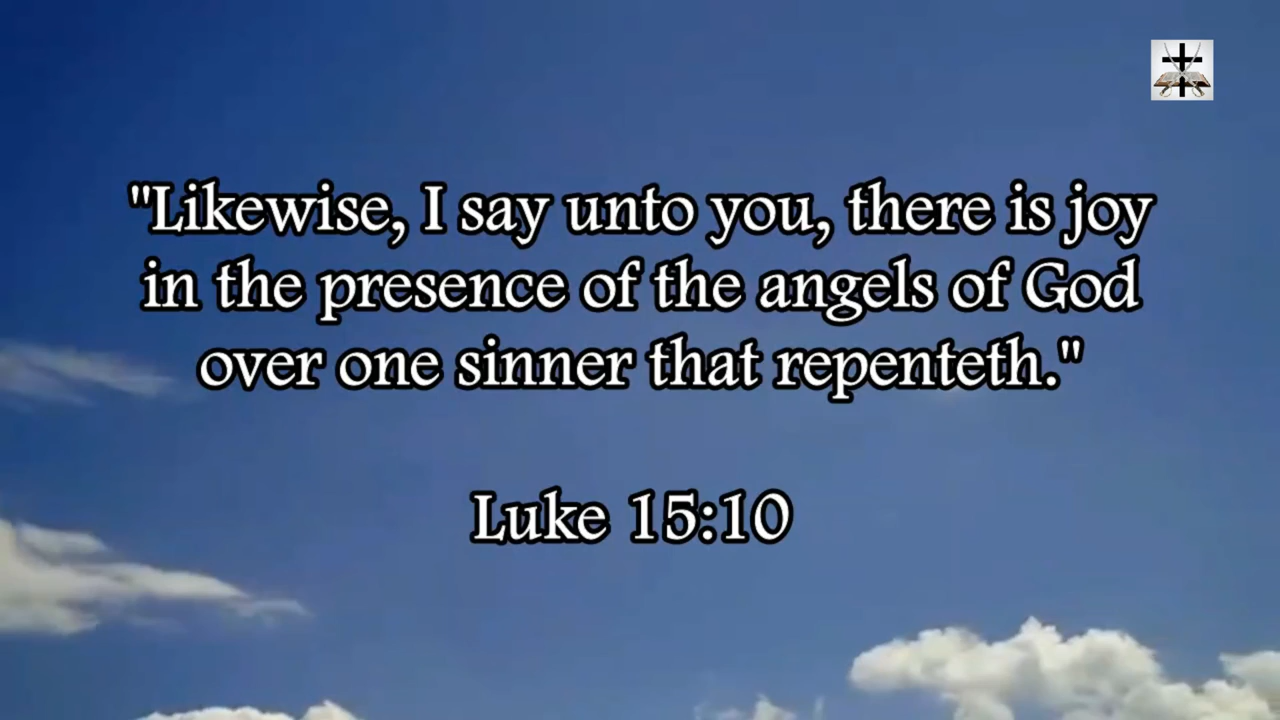 "Likewise, I say unto you, there is joy
in the presence of the angels of God
over one sinner that repenteth."
Luke 15:10